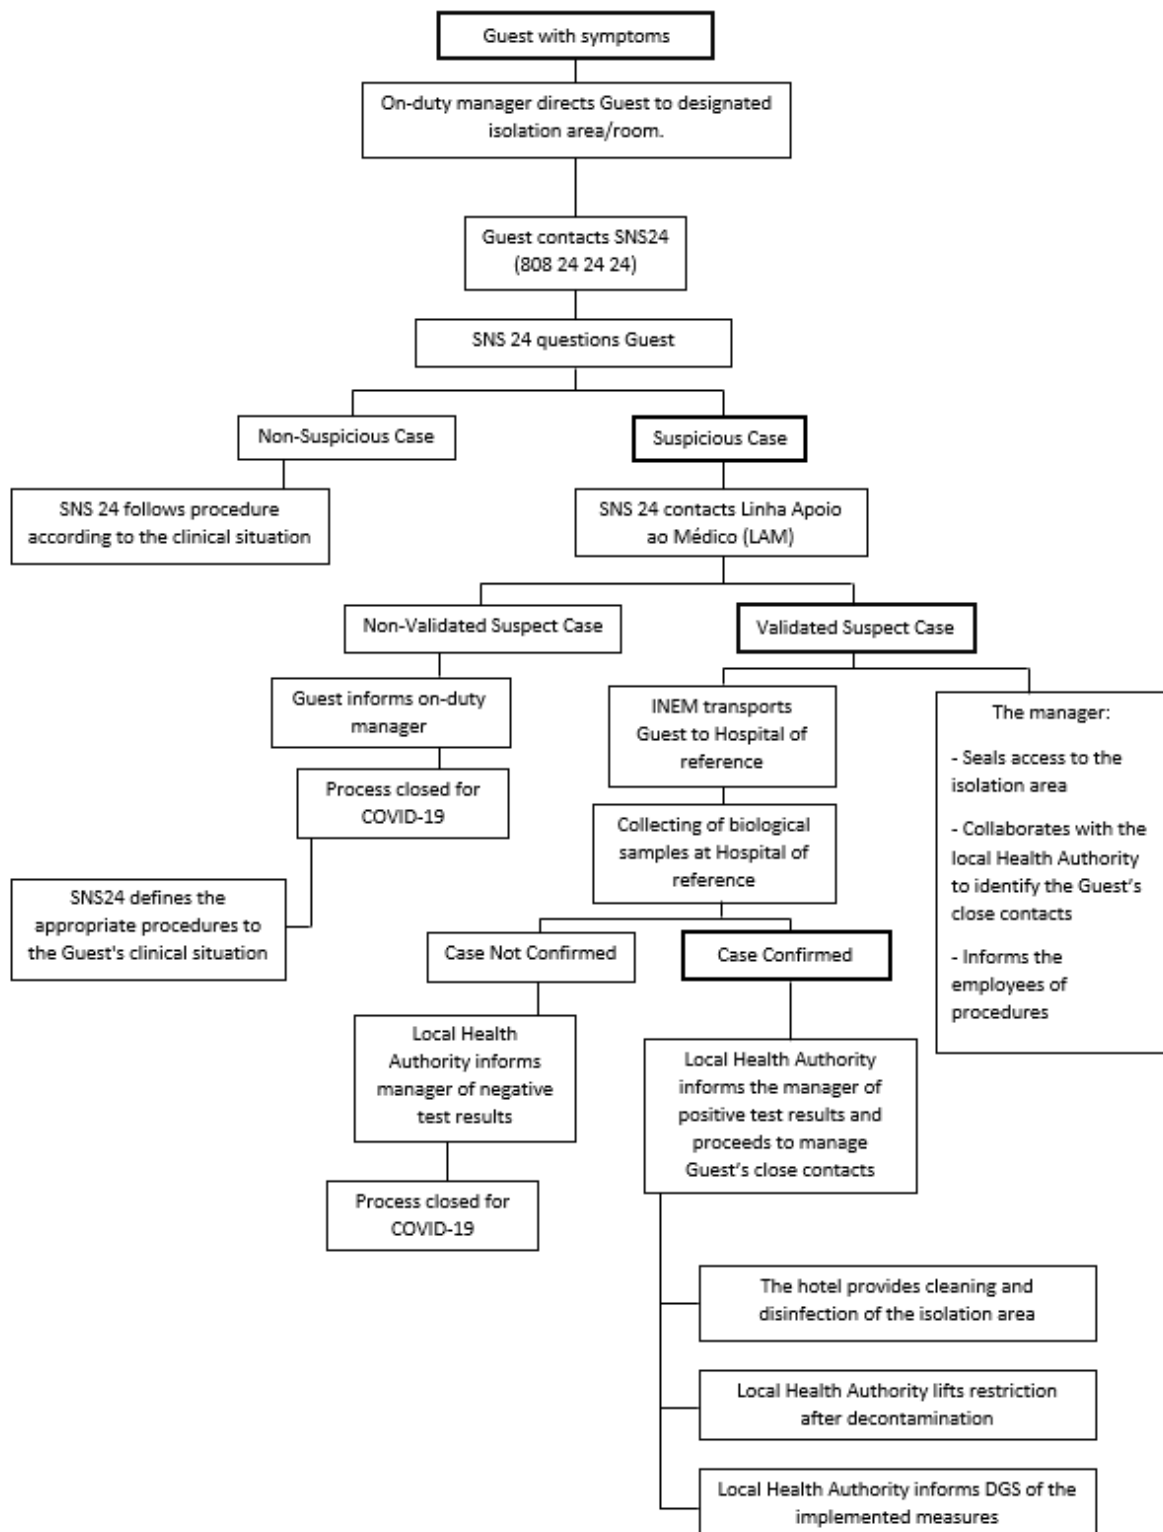 Guest with symptoms
On-duty manager directs Guest to designated
isolation area/room.
Guest contacts SNS24
(808 24 24 24)
SNS 24 questions Guest
Non-Suspicious Case
Suspicious Case
SNS 24 follows procedure
according to the clinical situation
SNS 24 contacts Linha Apoio
ao Médico (LAM)
Non-Validated Suspect Case
Validated Suspect Case
Guest informs on-duty
manager
Process closed for
COVID-19
SNS24 defines the
appropriate procedures to
the Guest's clinical situation
INEM transports
Guest to Hospital of
reference
The manager:
- Seals access to the
isolation area
- Collaborates with the
local Health Authority
to identify the Guest's
close contacts
- Informs the
employees of
procedures
Collecting of biological
samples at Hospital of
reference
Case Not Confirmed
Case Confirmed
Local Health
Authority informs
manager of negative
test results
Process closed for
COVID-19
Local Health Authority
informs the manager of
positive test results and
proceeds to manage
Guest's close contacts
The hotel provides cleaning and
disinfection of the isolation area
Local Health Authority lifts restriction
after decontamination
Local Health Authority informs DGS of the
implemented measures